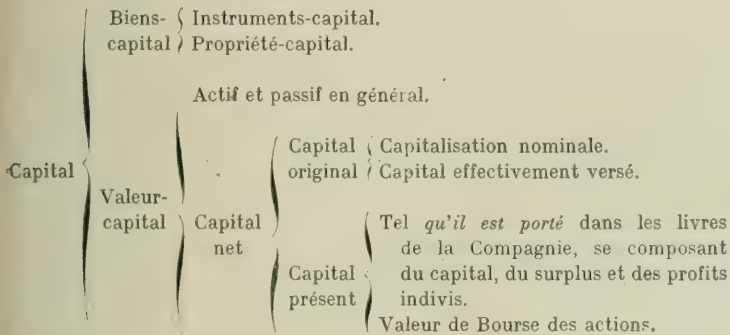 Biens- Instruments-capital.
capital Propriété-capital.
Actif et passif en général.
Capital Capitalisation nominale.
Capital original Capital effectivement versé.
Valeur-
capital Capital Tel qu'il est porté dans les livres
net de la Compagnie, se composant
Capital du capital, du surplus et des profits
présent indivis.
Valeur de Bourse des actions.